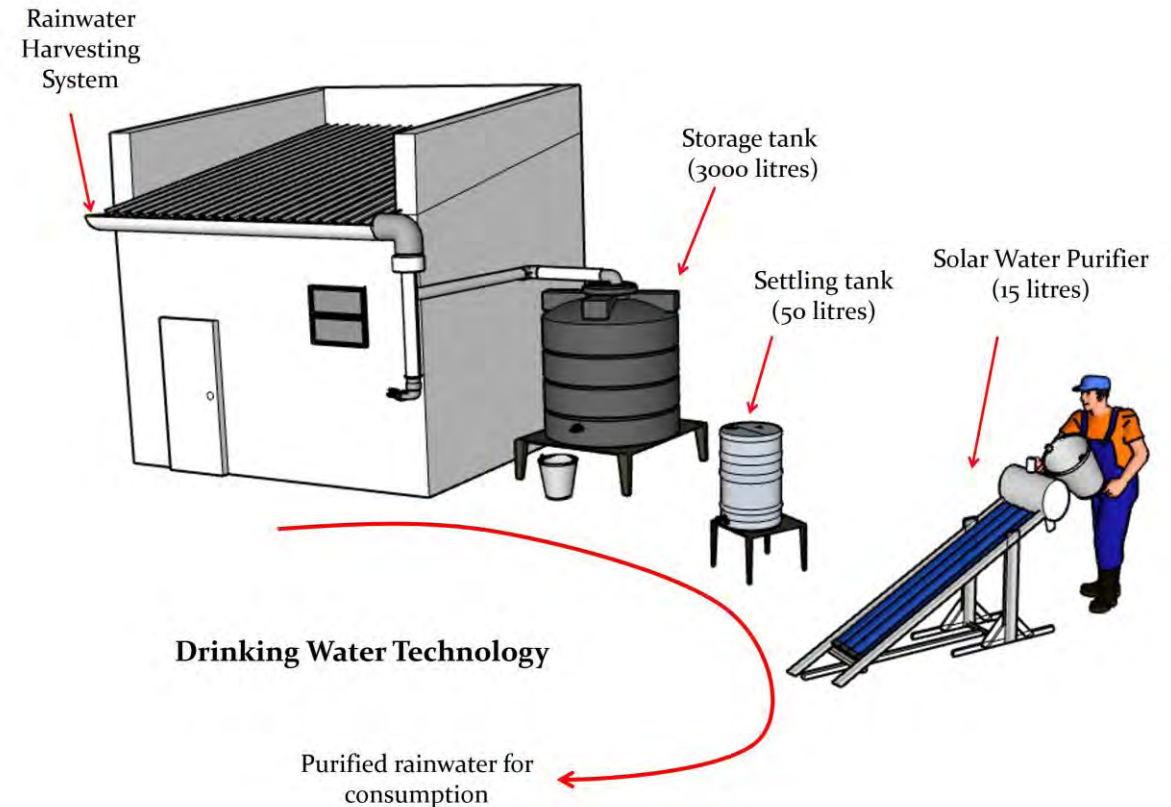 Rainwater
Harvesting
System
Storage tank
(3000 litres)
Settling tank
(50 litres)
Solar Water Purifier
(15 litres)
Drinking Water Technology
Purified rainwater for
consumption